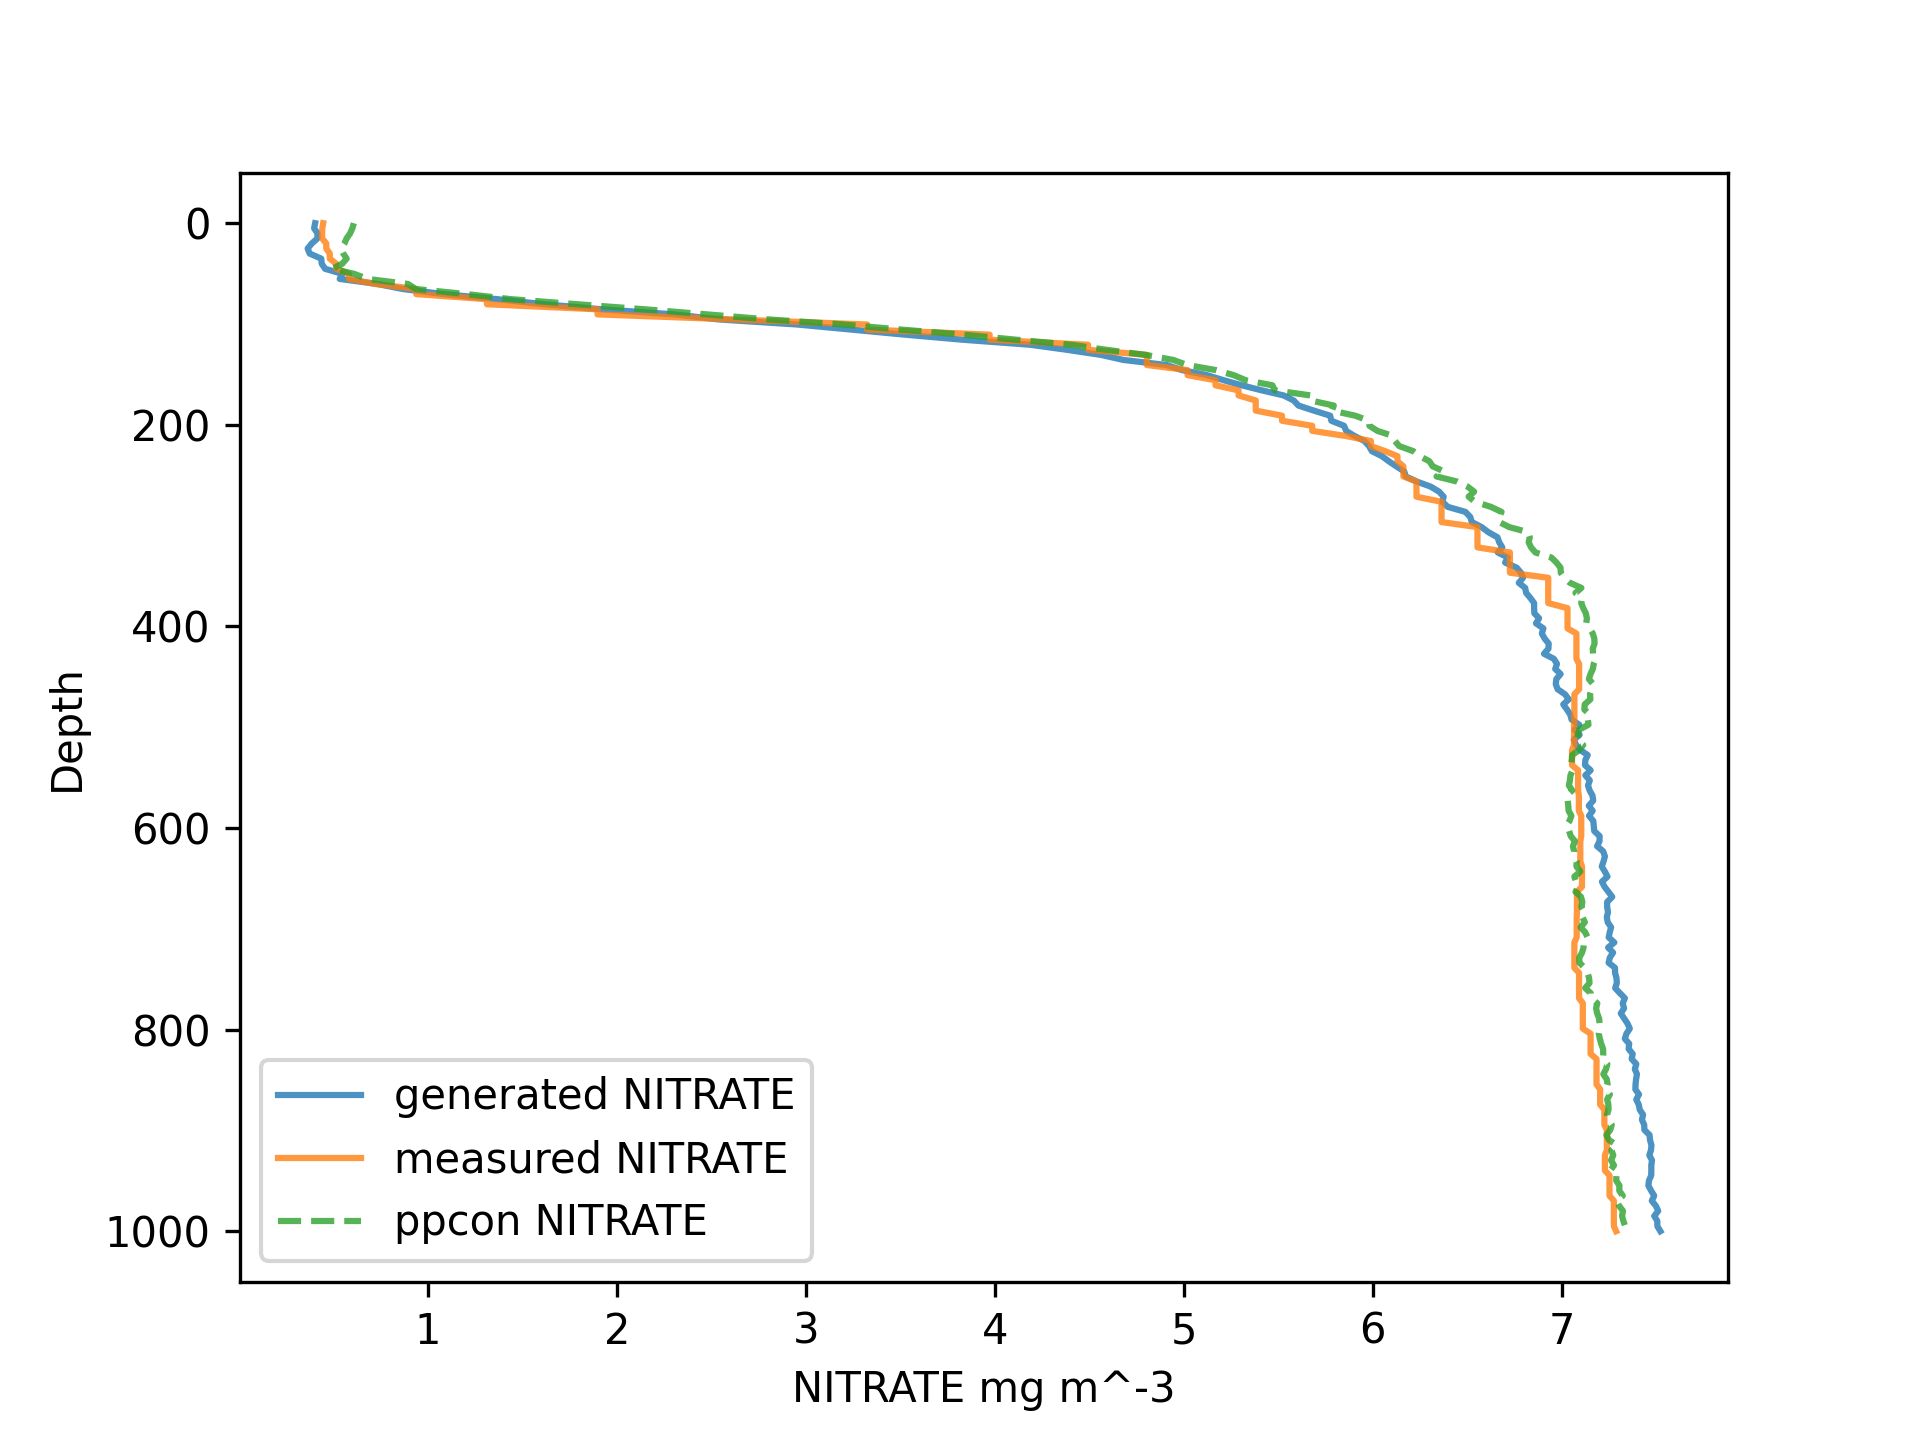 0
200
400
600
800
1000
Depth
generated NITRATE
measured NITRATE
ppcon NITRATE
1 2 3 4 5 6 7
NITRATE mg m^-3